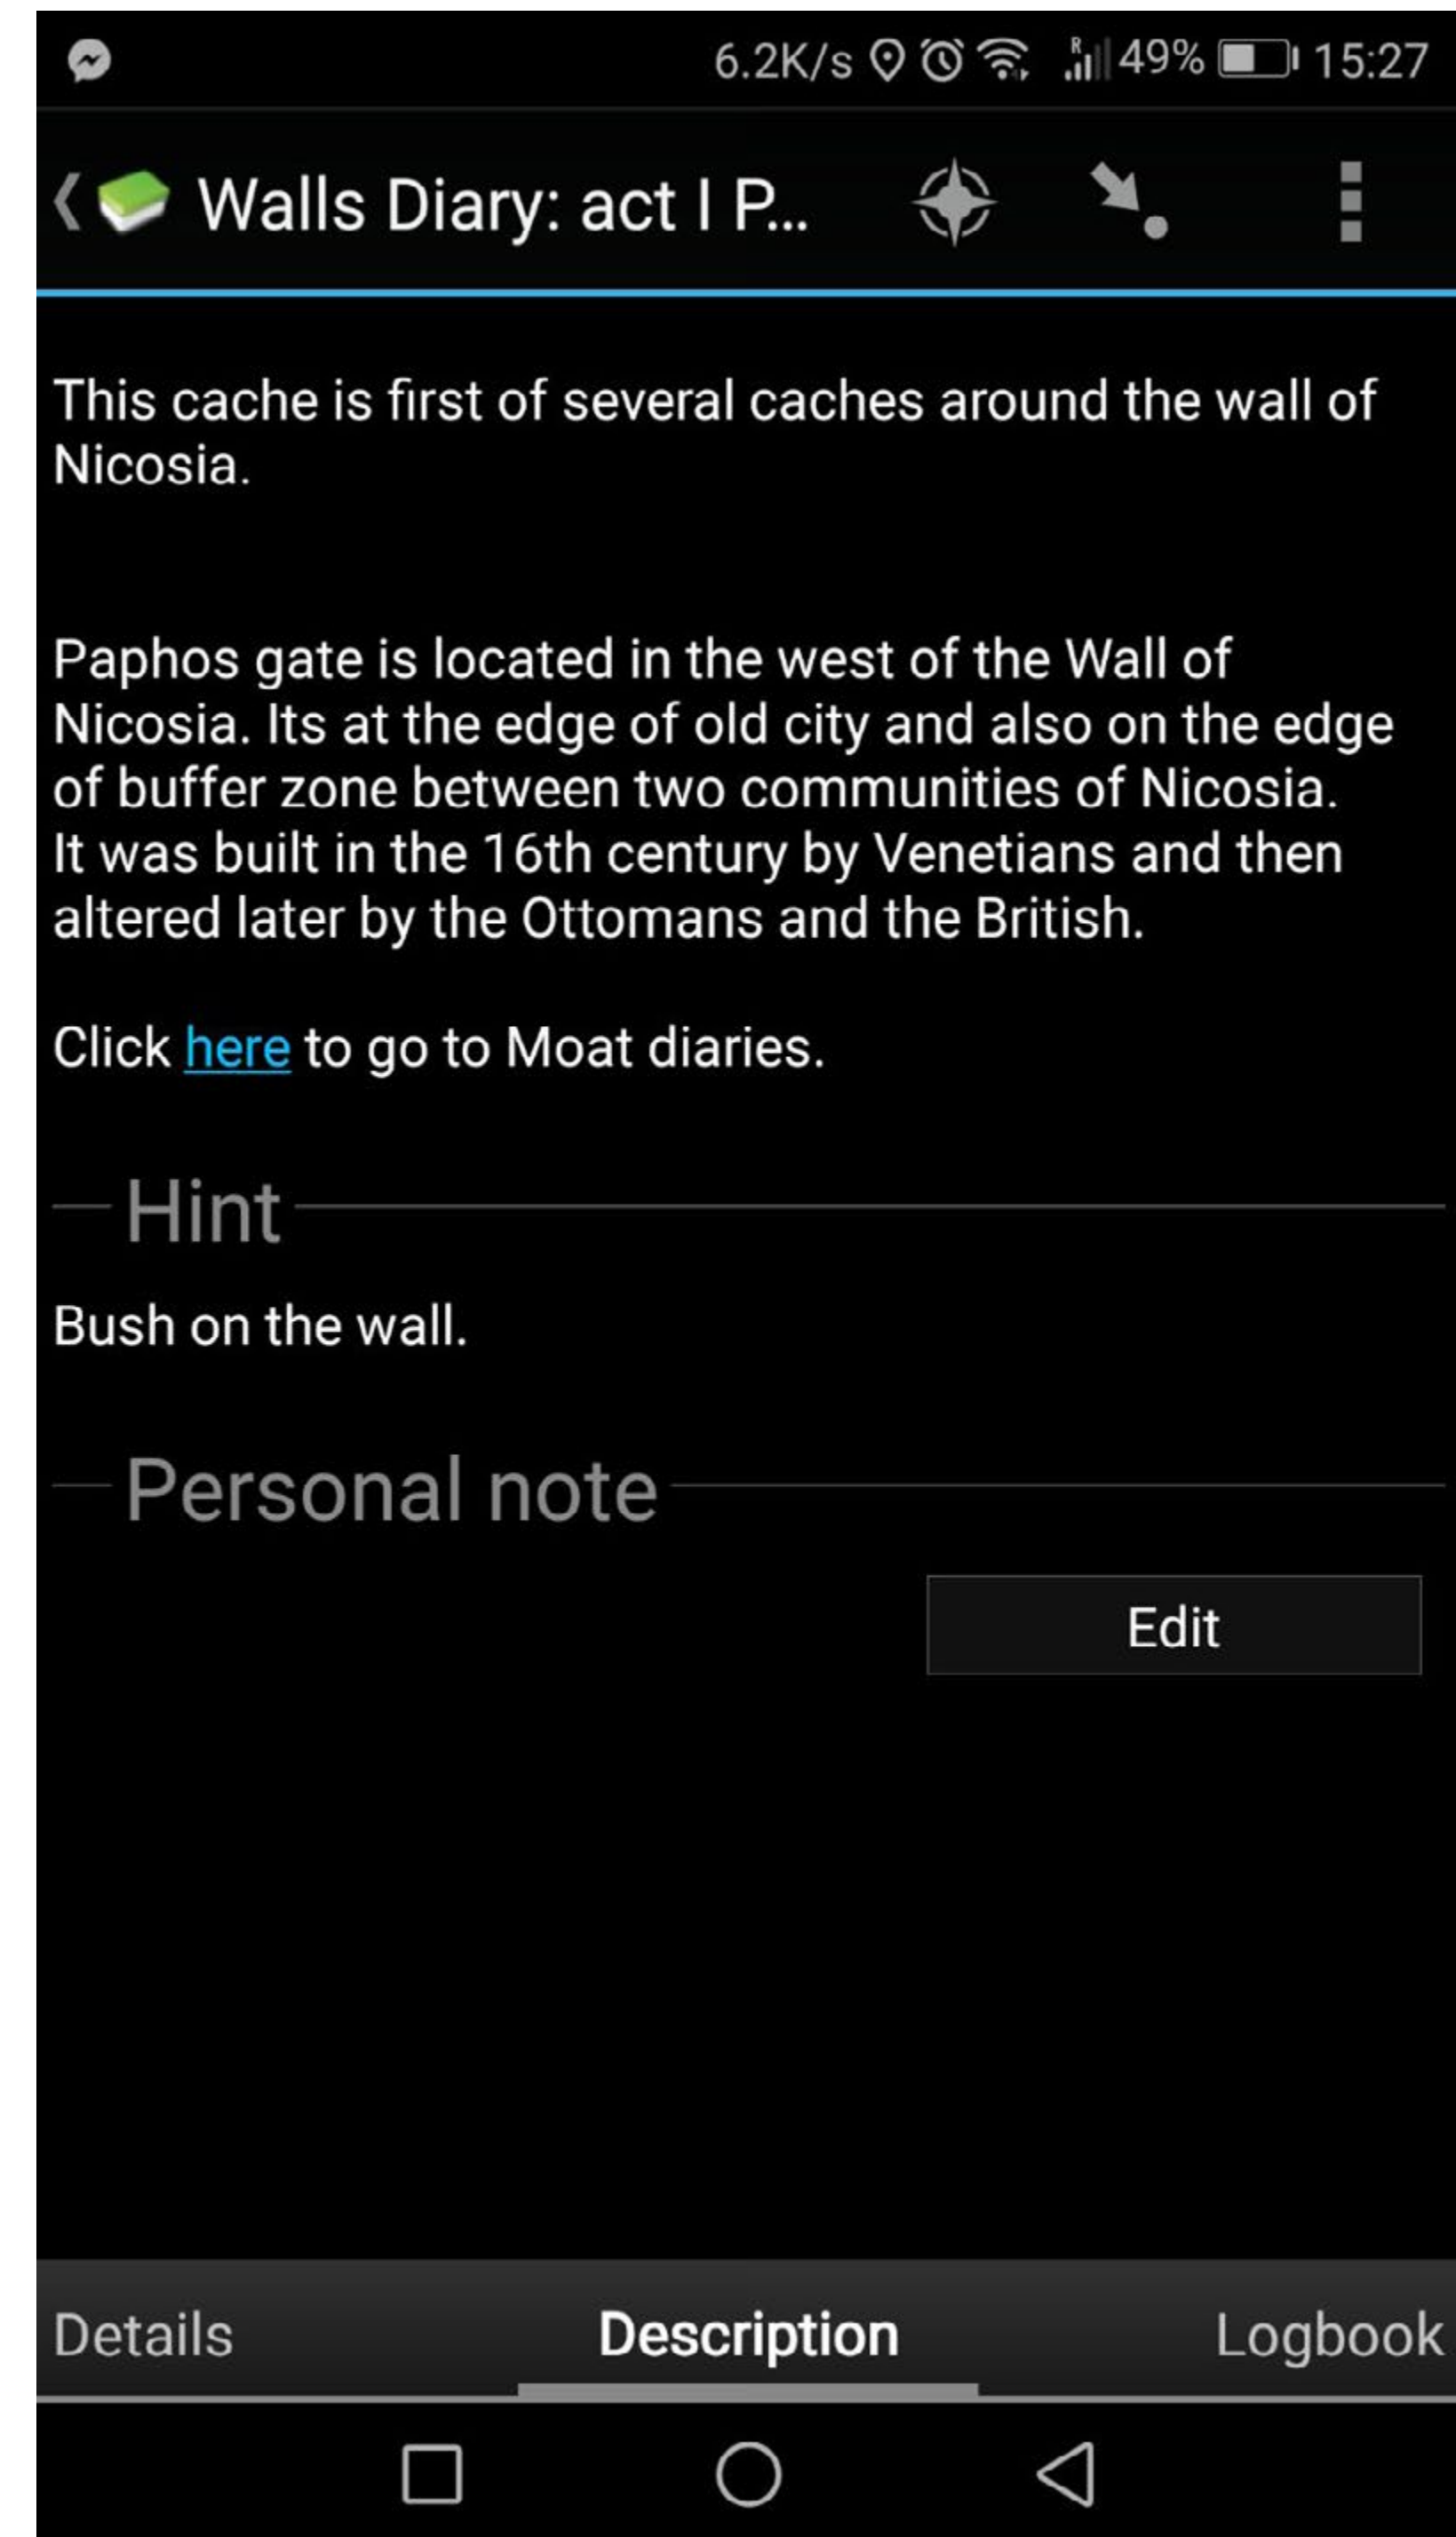 6.2K/s R 49% 15:27
Walls Diary: act I P...
This cache is first of several caches around the wall of
Nicosia.
Paphos gate is located in the west of the Wall of
Nicosia. Its at the edge of old city and also on the edge
of buffer zone between two communities of Nicosia.
It was built in the 16th century by Venetians and then
altered later by the Ottomans and the British.
Click here to go to Moat diaries.
Hint
Bush on the wall.
Personal note
Edit
Details Description Logbook